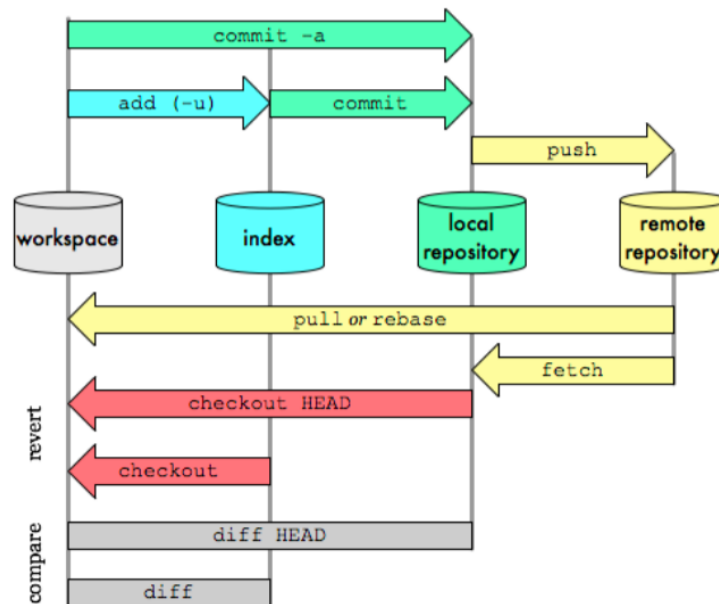 commit -a
add (-u)
commit
push
workspace
index
local
repository
remote
repository
pull or rebase
fetch
revert
checkout HEAD
checkout
compare
diff HEAD
diff